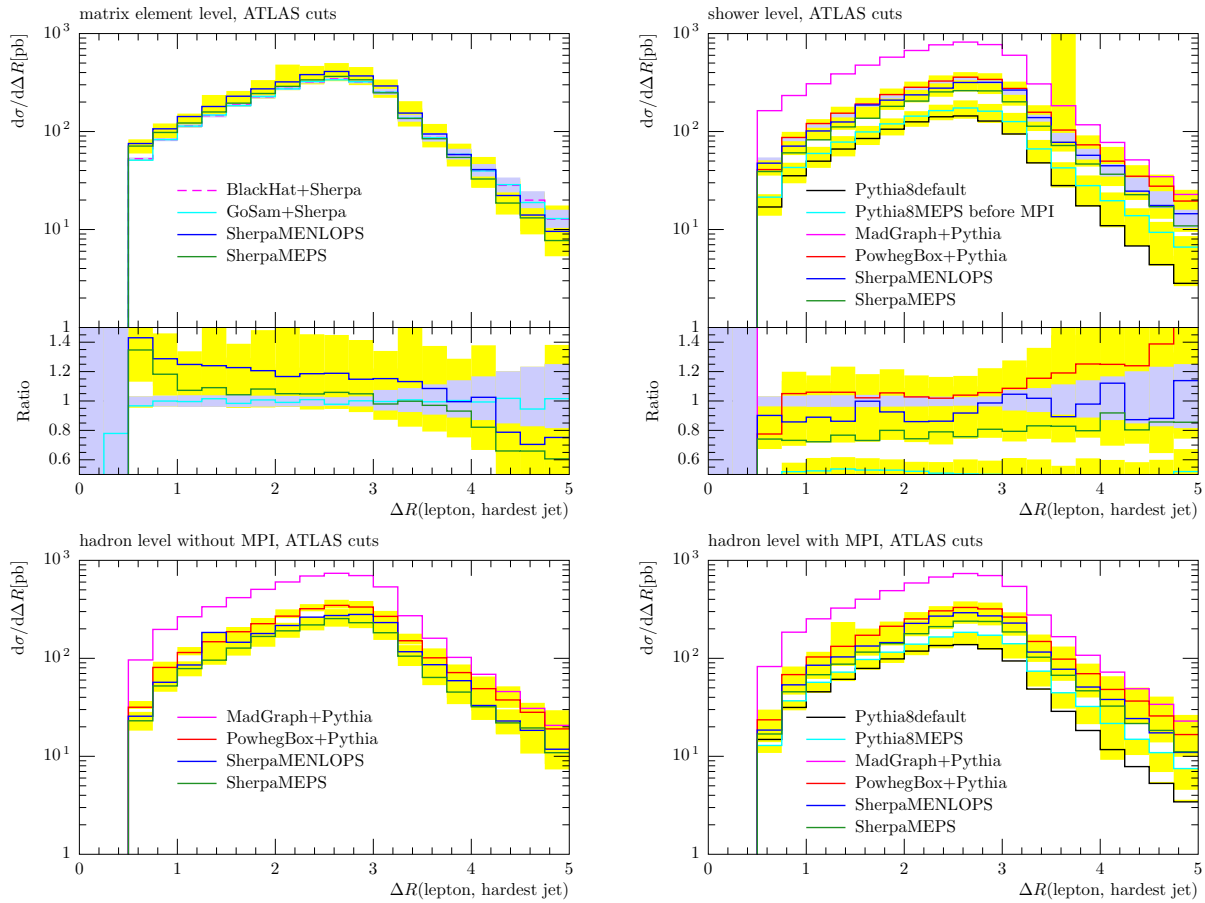 matrix element level, ATLAS cuts
dσ/dΔR[pb]
10^3
10^2
10^1
1
BlackHat+Sherpa
GoSam+Sherpa
SherpaMENLOPS
SherpaMEPS
Ratio
1.4
1.2
1
0.8
0.6
0 1 2 3 4 5
ΔR(lepton, hardest jet)
shower level, ATLAS cuts
dσ/dΔR[pb]
10^3
10^2
10^1
1
Pythia8default
Pythia8MEPS before MPI
MadGraph+Pythia
PowhegBox+Pythia
SherpaMENLOPS
SherpaMEPS
Ratio
1.4
1.2
1
0.8
0.6
0 1 2 3 4 5
ΔR(lepton, hardest jet)
hadron level without MPI, ATLAS cuts
dσ/dΔR[pb]
10^3
10^2
10^1
1
MadGraph+Pythia
PowhegBox+Pythia
SherpaMENLOPS
SherpaMEPS
0 1 2 3 4 5
ΔR(lepton, hardest jet)
hadron level with MPI, ATLAS cuts
dσ/dΔR[pb]
10^3
10^2
10^1
1
Pythia8default
Pythia8MEPS
MadGraph+Pythia
PowhegBox+Pythia
SherpaMENLOPS
SherpaMEPS
0 1 2 3 4 5
ΔR(lepton, hardest jet)